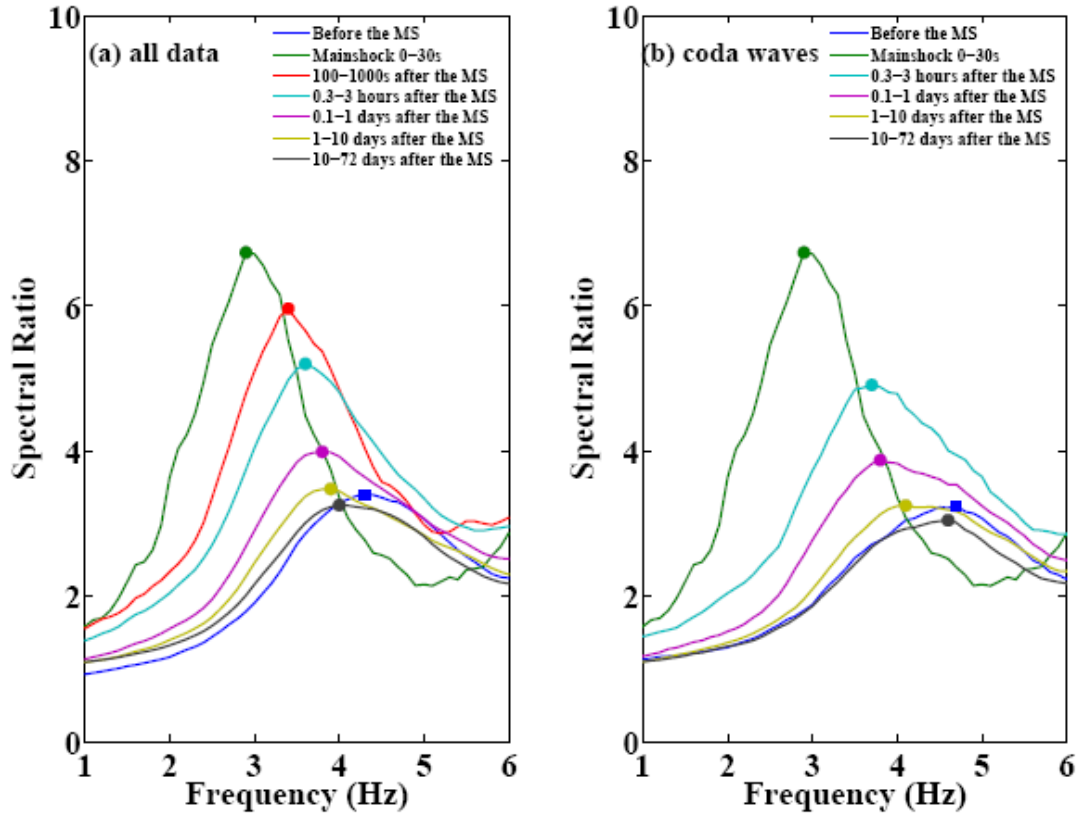 (a) all data
Before the MS
Mainshock 0–30s
100–1000s after the MS
0.3–3 hours after the MS
0.1–1 days after the MS
1–10 days after the MS
10–72 days after the MS
Spectral Ratio
10
8
6
4
2
0
1
2
3
4
5
6
Frequency (Hz)
(b) coda waves
Before the MS
Mainshock 0–30s
0.3–3 hours after the MS
0.1–1 days after the MS
1–10 days after the MS
10–72 days after the MS
Spectral Ratio
10
8
6
4
2
0
1
2
3
4
5
6
Frequency (Hz)